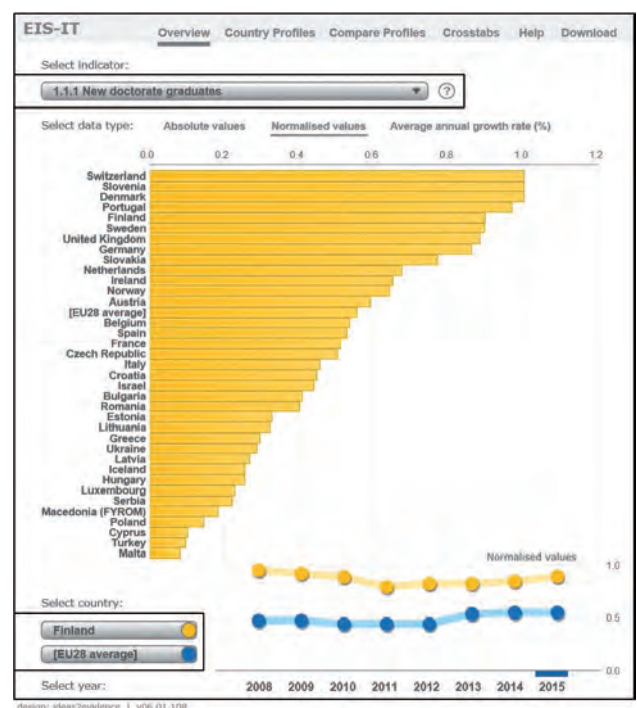 EIS-IT
Overview Country Profiles Compare Profiles Crosstabs Help Download
Select indicator:
1.1.1 New doctorate graduates
?
Select data type: Absolute values Normalised values Average annual growth rate (%)
0.0 0.2 0.4 0.6 0.8 1.0 1.2
Switzerland
Slovenia
Denmark
Portugal
Finland
Sweden
United Kingdom
Germany
Slovakia
Netherlands
Ireland
Norway
Austria
[EU28 average]
Belgium
Spain
France
Czech Republic
Italy
Croatia
Israel
Bulgaria
Romania
Estonia
Lithuania
Greece
Ukraine
Latvia
Iceland
Hungary
Luxembourg
Serbia
Macedonia (FYROM)
Poland
Cyprus
Turkey
Malta
Normalised values
1.0
0.5
0.0
Select country:
Finland
[EU28 average]
Select year: 2008 2009 2010 2011 2012 2013 2014 2015
design: ideas2evidence | v06.01.108